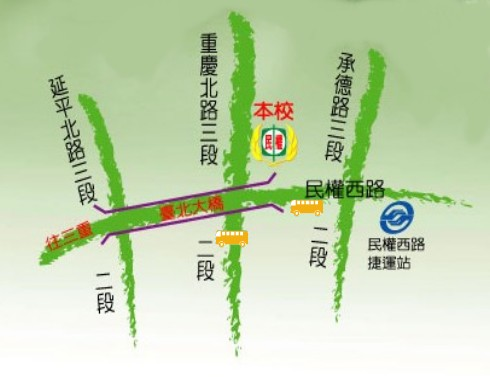 延平北路三段
重慶北路三段
承德路三段
本校
民權
民權西路
臺北大橋
往三重
二段
二段
二段
民權西路
捷運站